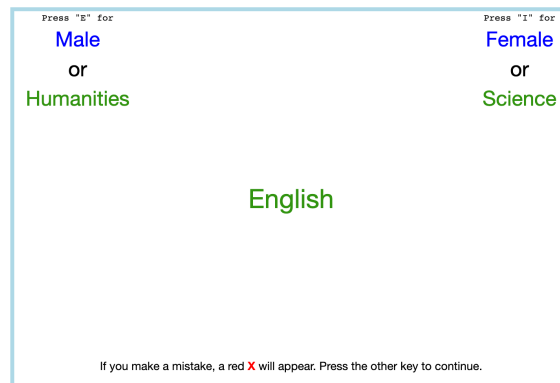 Press "E" for
Male
or
Humanities
Press "I" for
Female
or
Science
English
If you make a mistake, a red X will appear. Press the other key to continue.